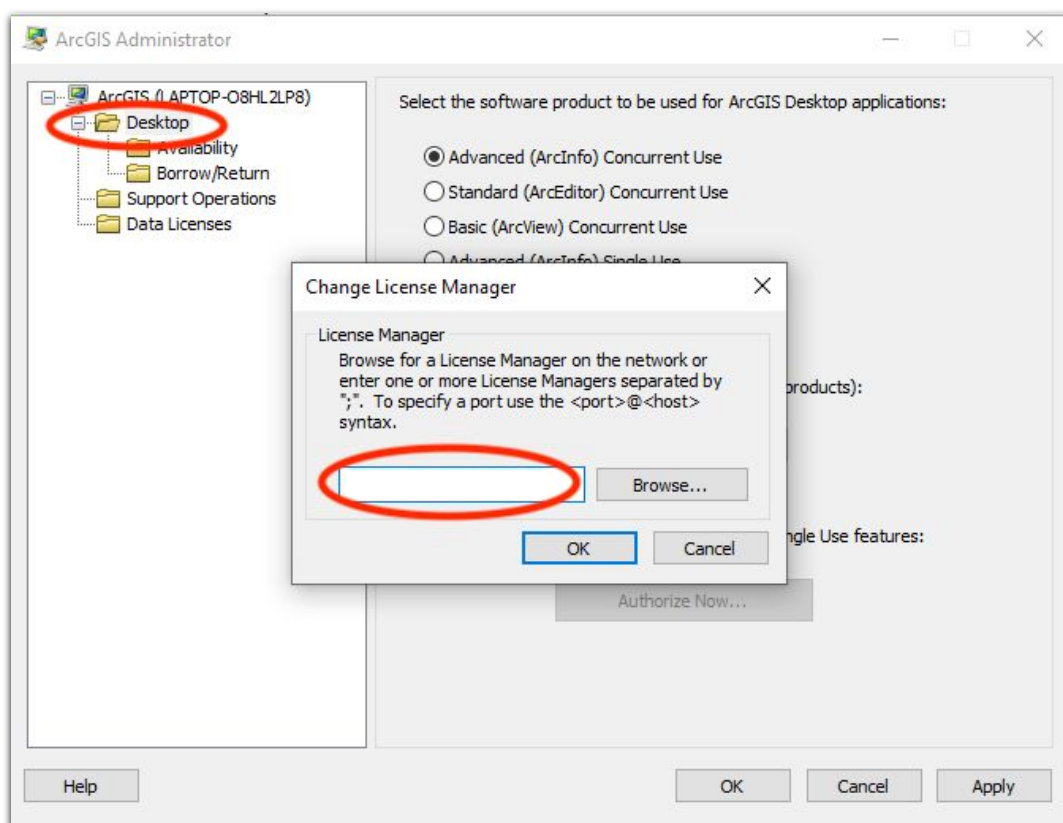 ArcGIS Administrator
ArcGIS (LAPTOP-O8HL2LP8)
Desktop
Availability
Borrow/Return
Support Operations
Data Licenses
Select the software product to be used for ArcGIS Desktop applications:
Advanced (ArcInfo) Concurrent Use
Standard (ArcEditor) Concurrent Use
Basic (ArcView) Concurrent Use
Advanced (ArcInfo) Single Use
Change License Manager
License Manager
Browse for a License Manager on the network or
enter one or more License Managers separated by
";". To specify a port use the <port>@<host>
syntax.
products):
Browse...
OK
Cancel
ngle Use features:
Authorize Now...
Help
OK
Cancel
Apply